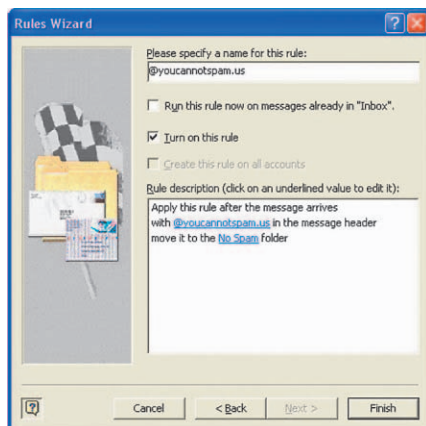 Rules Wizard
Please specify a name for this rule:
@youcannotspam.us
Run this rule now on messages already in "Inbox".
Turn on this rule
Create this rule on all accounts
Rule description (click on an underlined value to edit it):
Apply this rule after the message arrives
with @youcannotspam.us in the message header
move it to the No Spam folder
Cancel
< Back
Next >
Finish